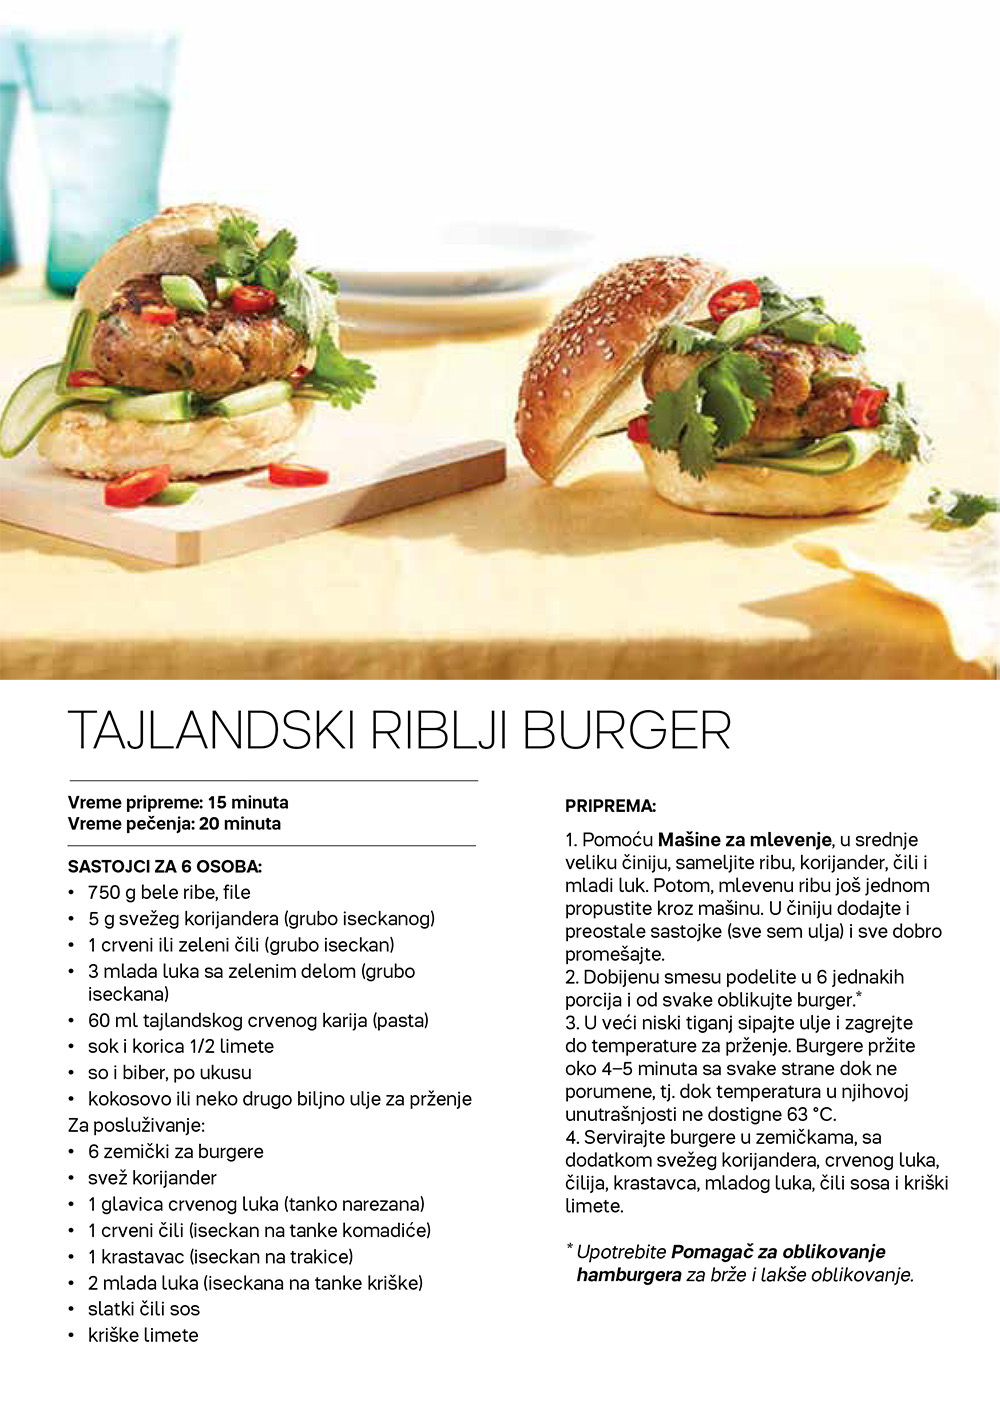 TAJLANDSKI RIBLJI BURGER
Vreme pripreme: 15 minuta
Vreme pečenja: 20 minuta
SASTOJCI ZA 6 OSOBA:
• 750 g bele ribe, file
• 5 g svežeg korijandera (grubo iseckanog)
• 1 crveni ili zeleni čili (grubo iseckan)
• 3 mlada luka sa zelenim delom (grubo
iseckana)
• 60 ml tajlandskog crvenog karija (pasta)
• sok i korica 1/2 limete
• so i biber, po ukusu
• kokosovo ili neko drugo biljno ulje za prženje
Za posluživanje:
• 6 zemički za burgere
• svež korijander
• 1 glavica crvenog luka (tanko narezana)
• 1 crveni čili (iseckan na tanke komadiće)
• 1 krastavac (iseckan na trakice)
• 2 mlada luka (iseckana na tanke kriške)
• slatki čili sos
• kriške limete
PRIPREMA:
1. Pomoću Mašine za mlevenje, u srednje
veliku činiju, sameljite ribu, korijander, čili i
mladi luk. Potom, mlevenu ribu još jednom
propustite kroz mašinu. U činiju dodajte i
preostale sastojke (sve sem ulja) i sve dobro
promešajte.
2. Dobijenu smesu podelite u 6 jednakih
porcija i od svake oblikujte burger.*
3. U veći niski tiganj sipajte ulje i zagrejte
do temperature za prženje. Burgere pržite
oko 4–5 minuta sa svake strane dok ne
porumene, tj. dok temperatura u njihovoj
unutrašnjosti ne dostigne 63 °C.
4. Servirajte burgere u zemičkama, sa
dodatkom svežeg korijandera, crvenog luka,
čilija, krastavca, mladog luka, čili sosa i kriški
limete.
* Upotrebite Pomagač za oblikovanje
hamburgera za brže i lakše oblikovanje.